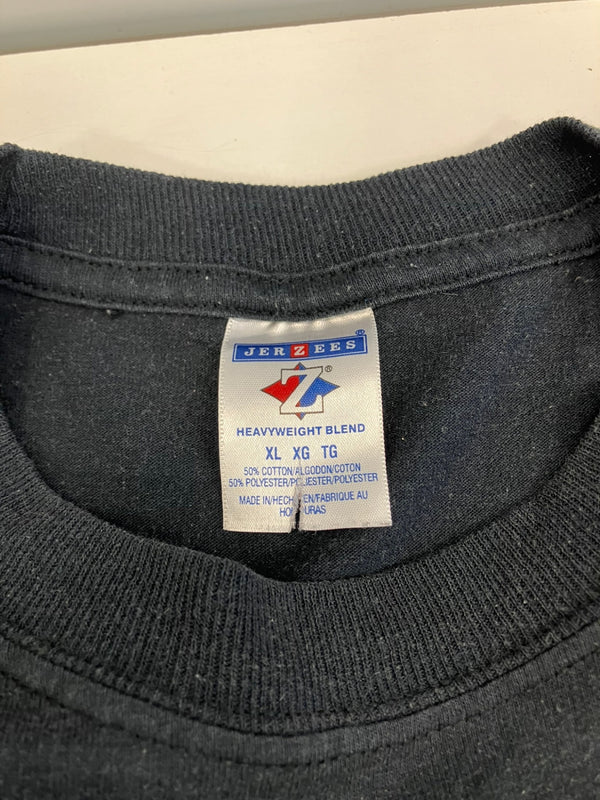 JERZEES®
Z®
HEAVYWEIGHT BLEND
XL XG TG
50% COTTON/ALGODON/COTON
50% POLYESTER/POLIESTER/POLYESTER
MADE IN/HECHO EN/FABRIQUE AU
HONDURAS